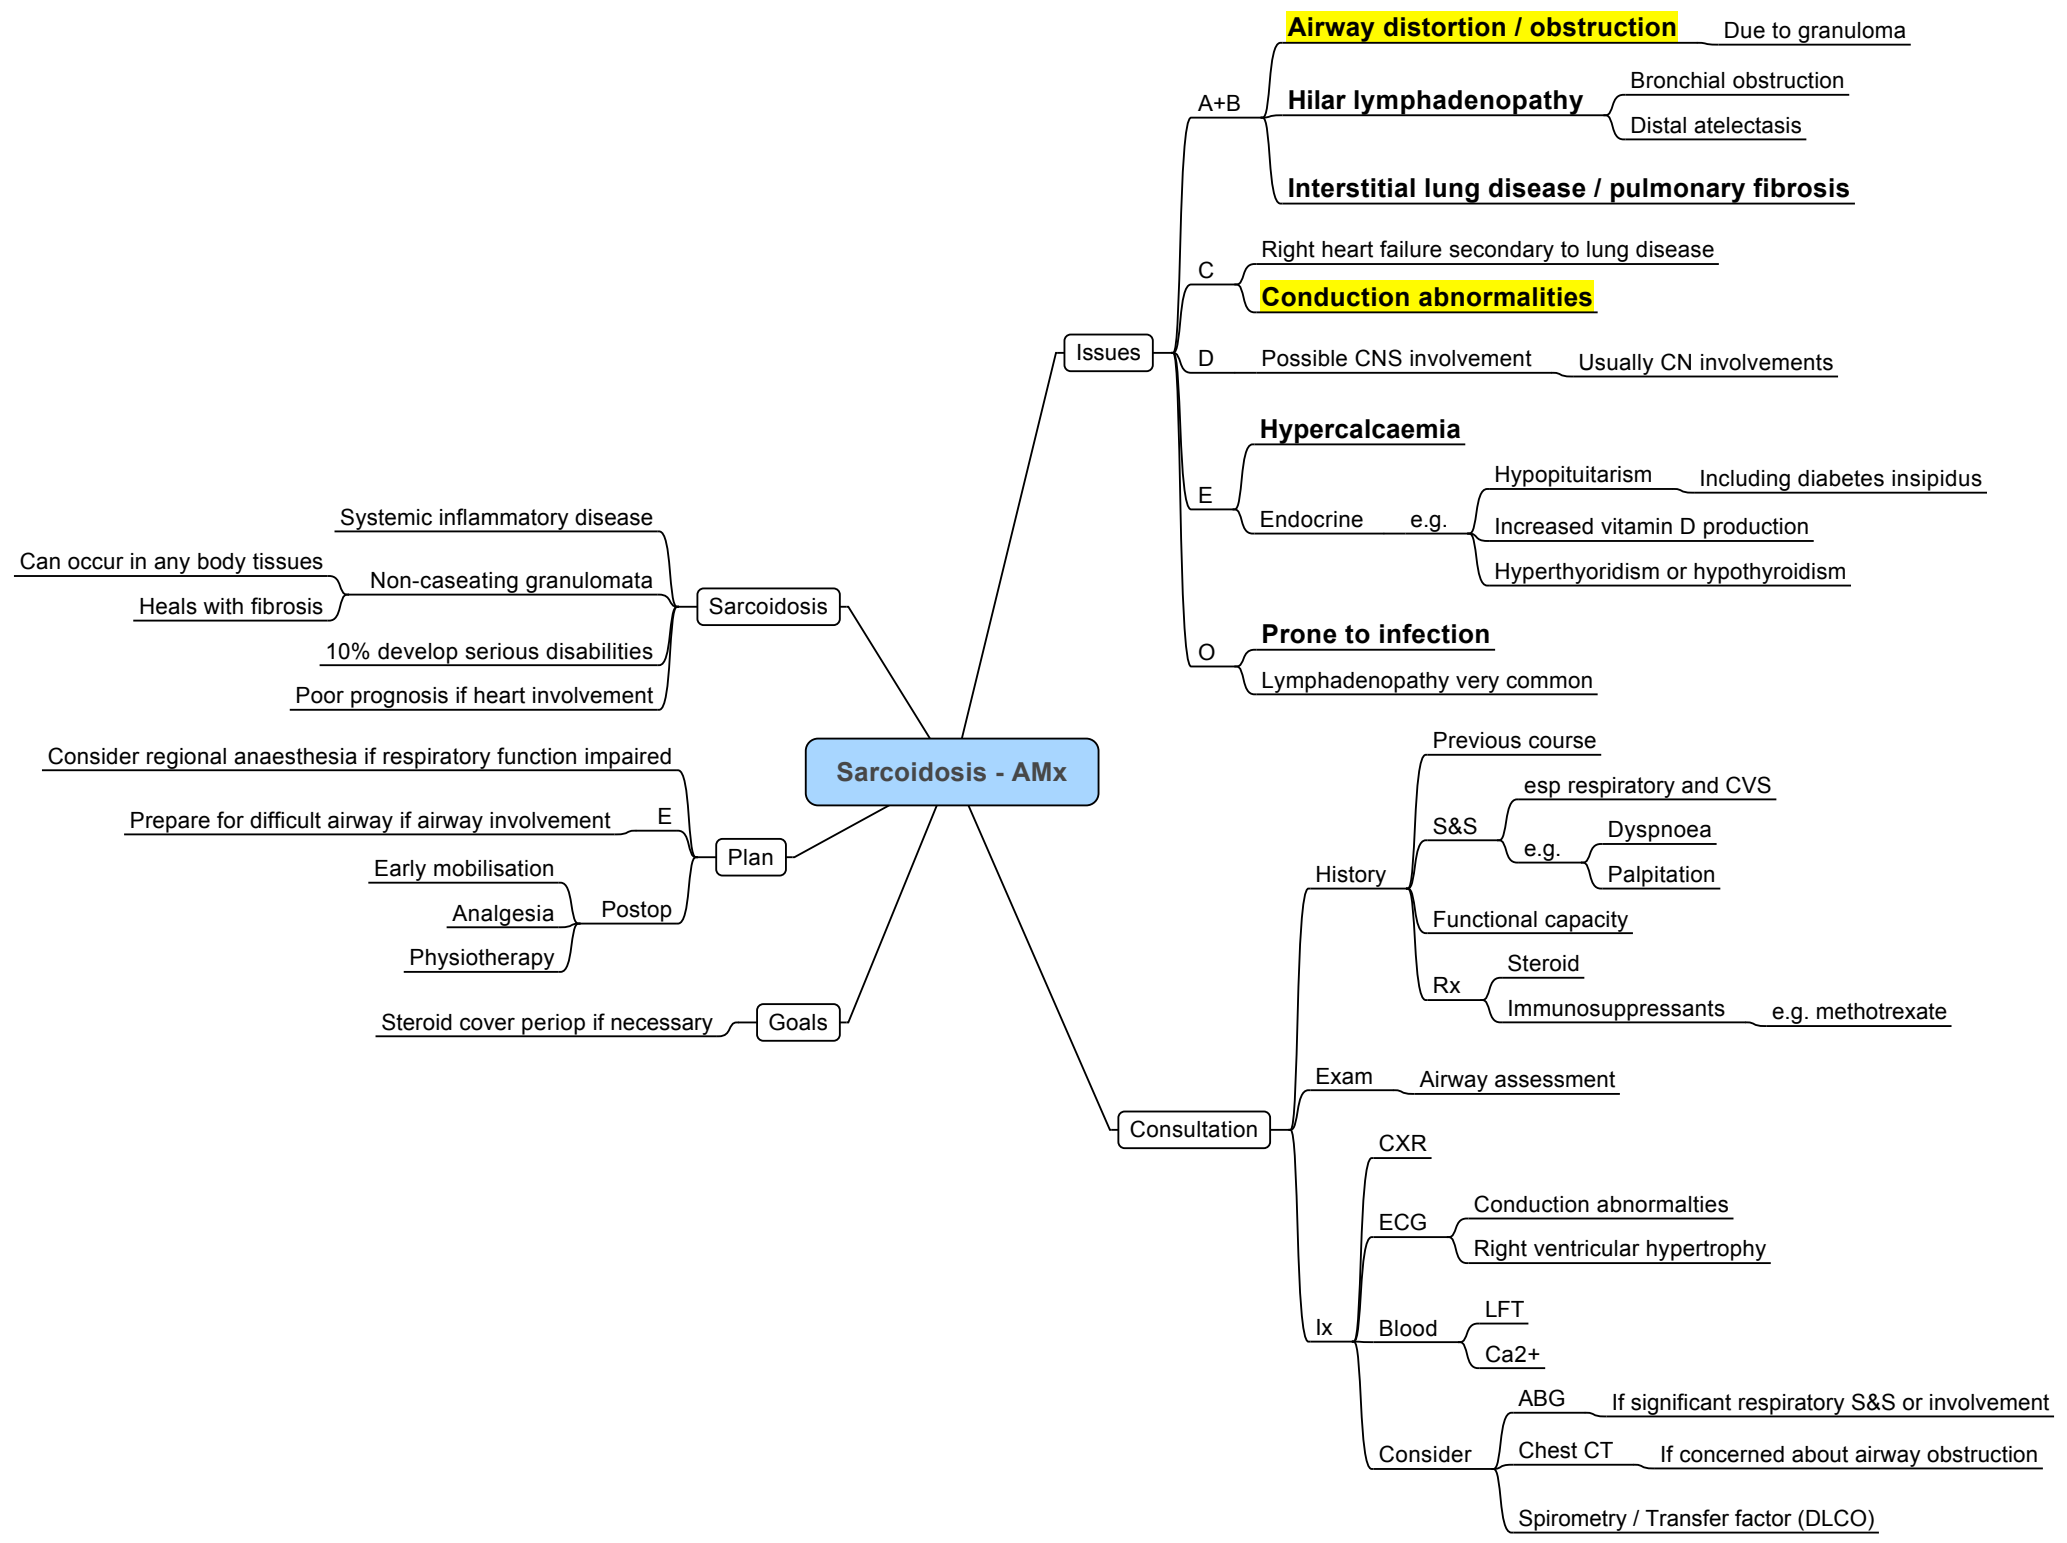 Sarcoidosis - AMx
Issues
A+B
Airway distortion / obstruction
Due to granuloma
Hilar lymphadenopathy
Bronchial obstruction
Distal atelectasis
Interstitial lung disease / pulmonary fibrosis
C
Right heart failure secondary to lung disease
Conduction abnormalities
D
Possible CNS involvement
Usually CN involvements
E
Hypercalcaemia
Endocrine
e.g.
Hypopituitarism
Including diabetes insipidus
Increased vitamin D production
Hyperthyoridism or hypothyroidism
O
Prone to infection
Lymphadenopathy very common
Consultation
History
Previous course
S&S
esp respiratory and CVS
e.g.
Dyspnoea
Palpitation
Functional capacity
Rx
Steroid
Immunosuppressants
e.g. methotrexate
Exam
Airway assessment
Ix
CXR
ECG
Conduction abnormalties
Right ventricular hypertrophy
Blood
LFT
Ca2+
Consider
ABG
If significant respiratory S&S or involvement
Chest CT
If concerned about airway obstruction
Spirometry / Transfer factor (DLCO)
Sarcoidosis
Systemic inflammatory disease
Non-caseating granulomata
Can occur in any body tissues
Heals with fibrosis
10% develop serious disabilities
Poor prognosis if heart involvement
Plan
Consider regional anaesthesia if respiratory function impaired
E
Prepare for difficult airway if airway involvement
Postop
Early mobilisation
Analgesia
Physiotherapy
Goals
Steroid cover periop if necessary